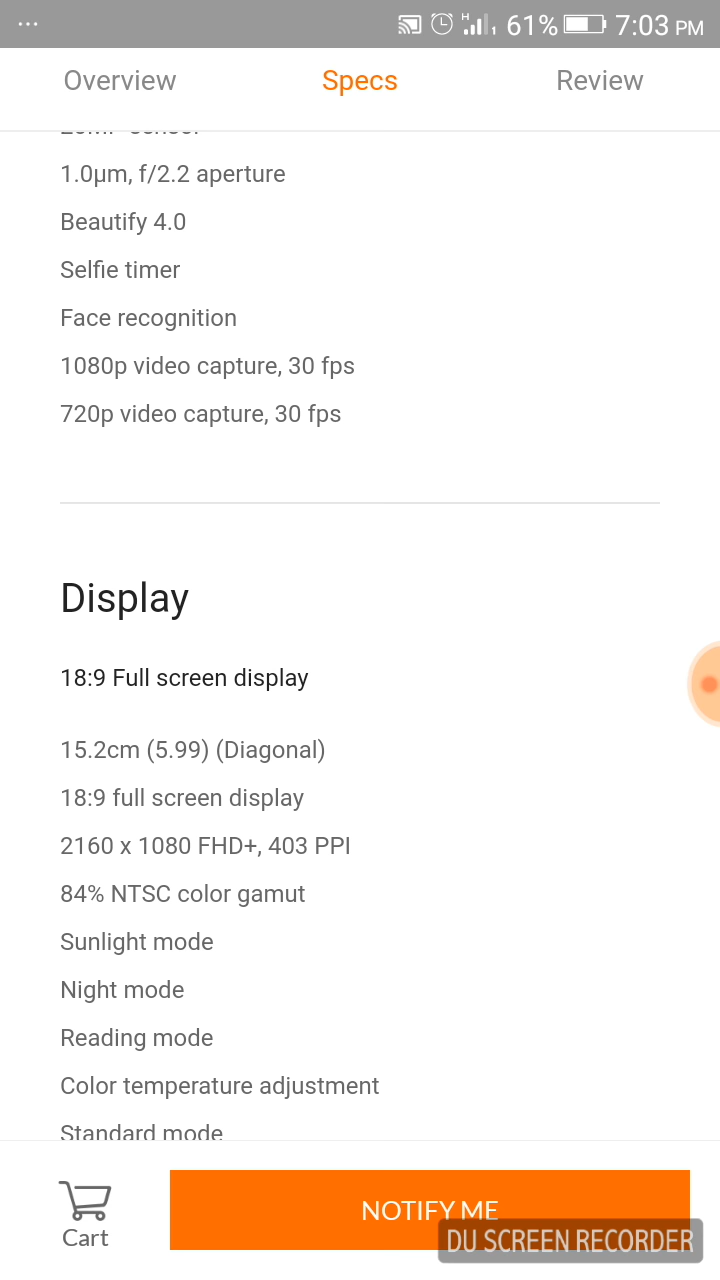 61% 7:03 PM
Overview Specs Review
1.0μm, f/2.2 aperture
Beautify 4.0
Selfie timer
Face recognition
1080p video capture, 30 fps
720p video capture, 30 fps
Display
18:9 Full screen display
15.2cm (5.99) (Diagonal)
18:9 full screen display
2160 x 1080 FHD+, 403 PPI
84% NTSC color gamut
Sunlight mode
Night mode
Reading mode
Color temperature adjustment
Standard mode
NOTIFY ME
Cart
DU SCREEN RECORDER